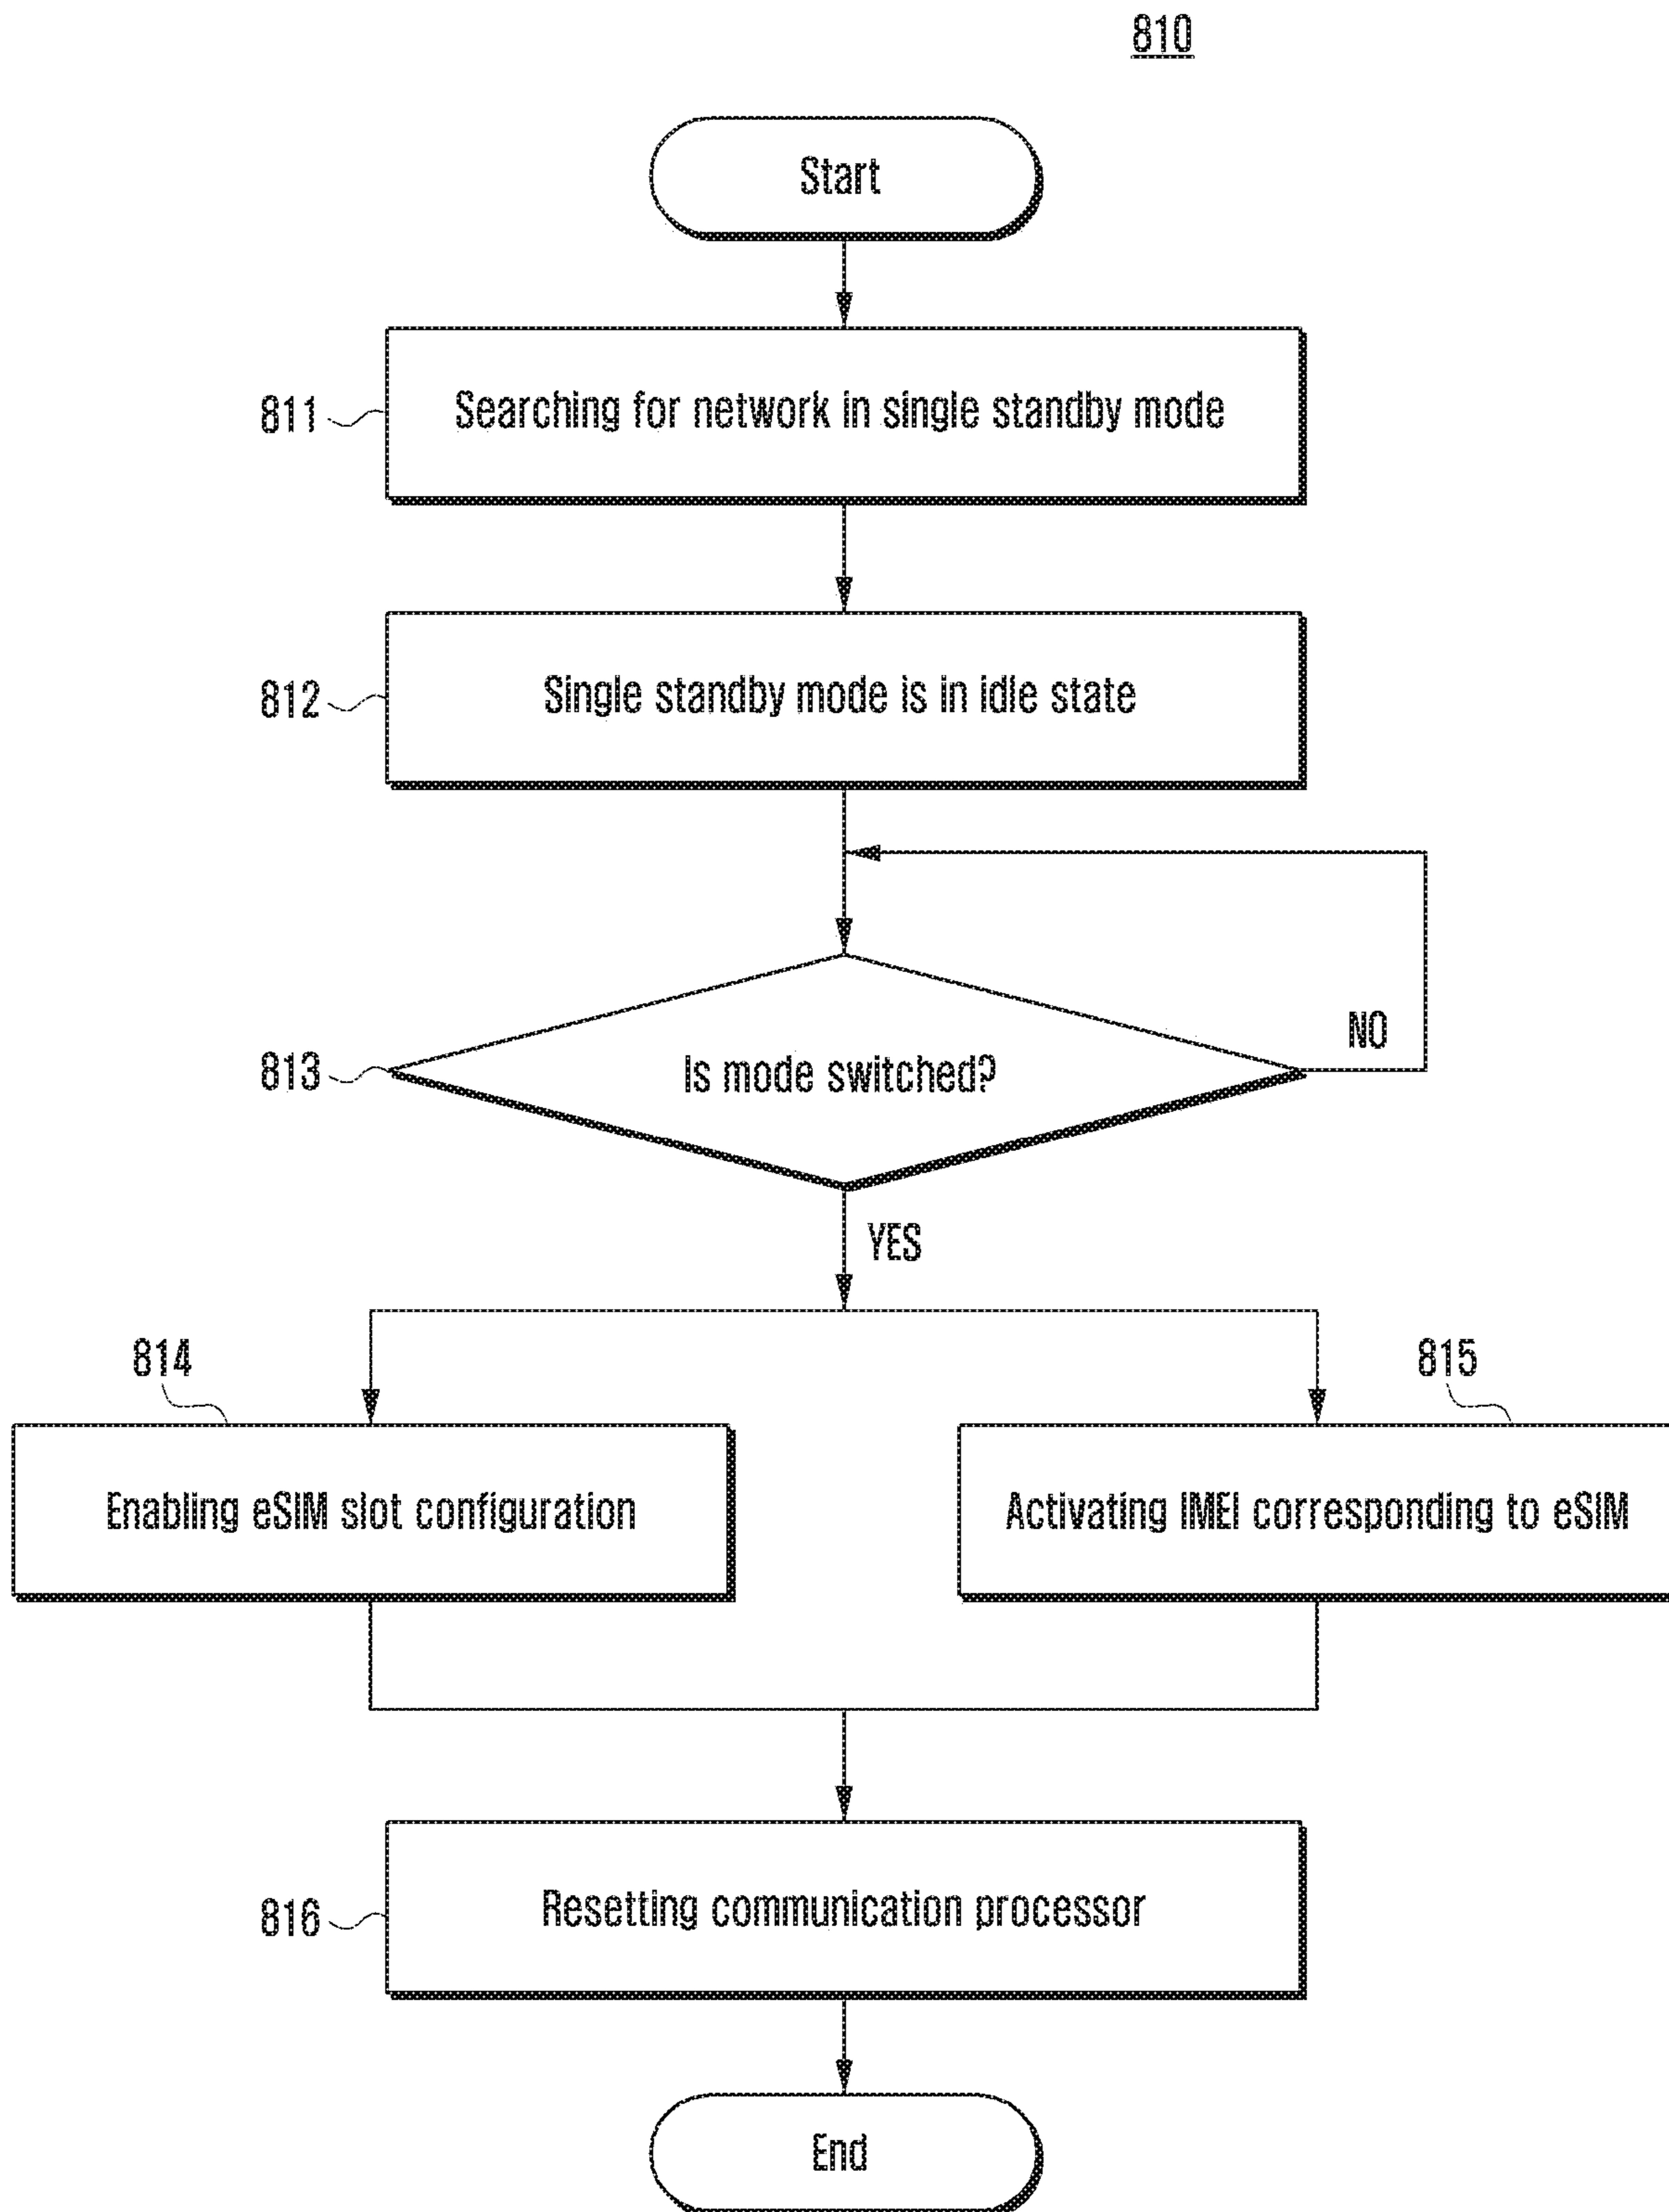 810
Start
811
Searching for network in single standby mode
812
Single standby mode is in idle state
813
Is mode switched?
NO
YES
814
815
Enabling eSIM slot configuration
Activating IMEI corresponding to eSIM
816
Resetting communication processor
End